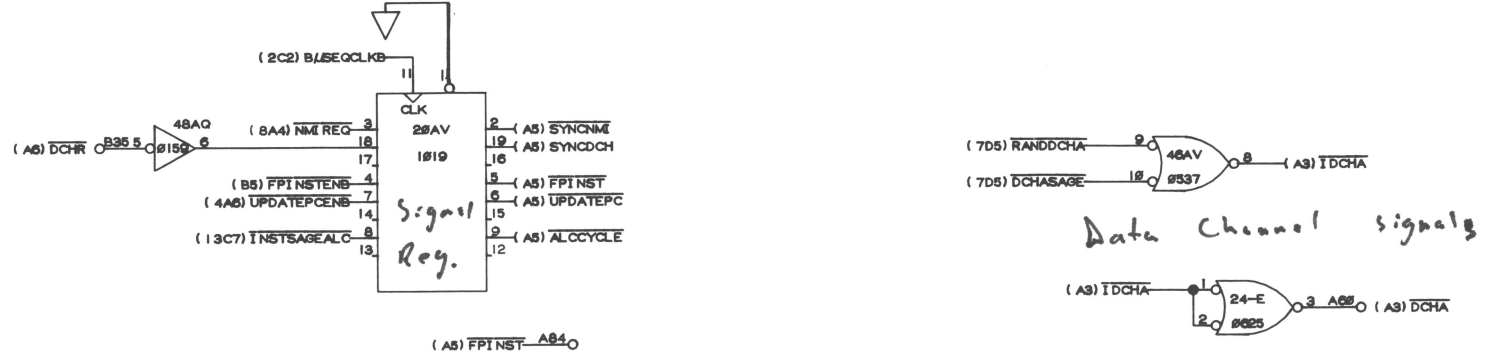 (2C2) BUSEQCLKB
11 1
CLK
48AQ
(A6) DCHR B35 5 0159 6
(8A4) NMIREQ 3 20AV 2 (A5) SYNCNMI
18 19 (A5) SYNCDCH
17 1019 16
(B5) FPINSTENB 4 5 (A5) FPINST
(4A6) UPDATEPCENB 7 6 (A5) UPDATEPC
14 Signal 15
(13C7) INSTSAGEALC 8 9 (A5) ALCCYCLE
13 Reg. 12
(A5) FPINST A84
(7D5) RANDDCHA 9 46AV 8 (A3) IDCHA
(7D5) DCHASAGE 10 0537
Data Channel signals
(A3) IDCHA 1 24-E 3 A60 (A3) DCHA
2 0625